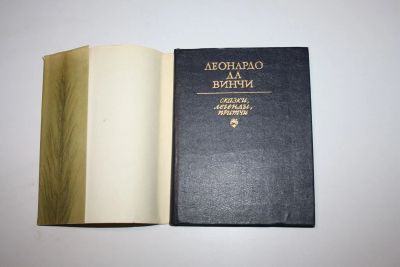 ЛЕОНАРДО
ДА
ВИНЧИ
СКАЗКИ,
ЛЕГЕНДЫ,
ПРИТЧИ